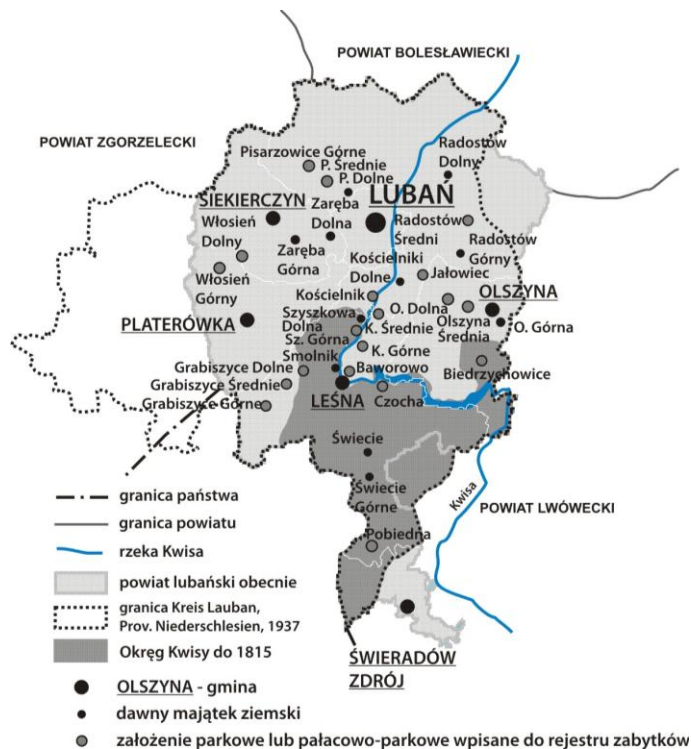 POWIAT BOLESŁAWIECKI
POWIAT ZGORZELECKI
Radostów
Dolny
Pisarzowice Górne
P. Średnie
P. Dolne
LUBAŃ
SIEKIERCZYN
Zaręba
Dolna
Radostów
Średni
Włosień
Dolny
Zaręba
Górna
Radostów
Górny
Kościelniki
Dolne
Jałowiec
Włosień
Górny
Kościelnik
OLSZYNA
Szyszkowa
Dolna
O. Dolna
PLATERÓWKA
K. Średnie
Olszyna
Średnia
O. Górna
Sz. Górna
K. Górne
Smolnik
Grabiszyce Dolne
Baworowo
Biedrzychowice
Grabiszyce Średnie
LEŚNA
Czocha
Grabiszyce Górne
Świecie
Świecie
Górne
Kwisa
POWIAT LWÓWECKI
Pobiedna
ŚWIERADÓW
ZDRÓJ
granica państwa
granica powiatu
rzeka Kwisa
powiat lubański obecnie
granica Kreis Lauban,
Prov. Niederschlesien, 1937
Okręg Kwisy do 1815
OLSZYNA - gmina
dawny majątek ziemski
założenie parkowe lub pałacowo-parkowe wpisane do rejestru zabytków